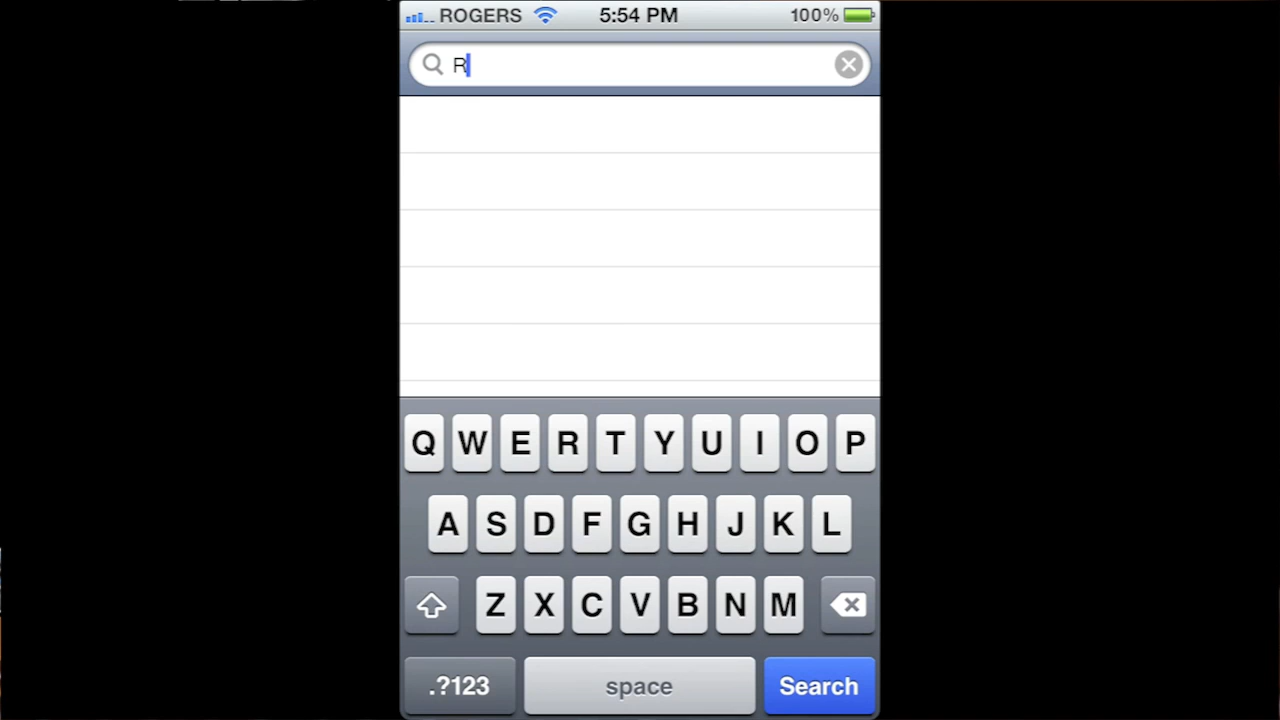 ROGERS 5:54 PM 100%
R
Q W E R T Y U I O P
A S D F G H J K L
Z X C V B N M
.?123 space Search